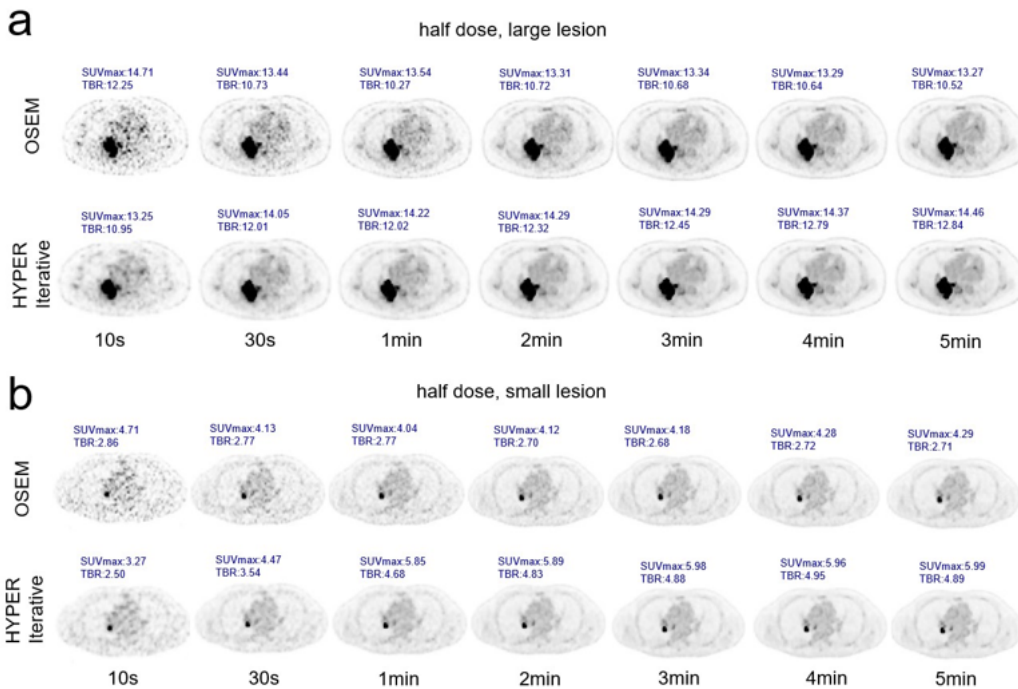 a
half dose, large lesion
OSEM
SUVmax:14.71
TBR:12.25
SUVmax:13.44
TBR:10.73
SUVmax:13.54
TBR:10.27
SUVmax:13.31
TBR:10.72
SUVmax:13.34
TBR:10.68
SUVmax:13.29
TBR:10.64
SUVmax:13.27
TBR:10.52
HYPER
Iterative
SUVmax:13.25
TBR:10.95
SUVmax:14.05
TBR:12.01
SUVmax:14.22
TBR:12.02
SUVmax:14.29
TBR:12.32
SUVmax:14.29
TBR:12.45
SUVmax:14.37
TBR:12.79
SUVmax:14.46
TBR:12.84
10s 30s 1min 2min 3min 4min 5min
b
half dose, small lesion
OSEM
SUVmax:4.71
TBR:2.86
SUVmax:4.13
TBR:2.77
SUVmax:4.04
TBR:2.77
SUVmax:4.12
TBR:2.70
SUVmax:4.18
TBR:2.68
SUVmax:4.28
TBR:2.72
SUVmax:4.29
TBR:2.71
HYPER
Iterative
SUVmax:3.27
TBR:2.50
SUVmax:4.47
TBR:3.54
SUVmax:5.85
TBR:4.68
SUVmax:5.89
TBR:4.83
SUVmax:5.98
TBR:4.88
SUVmax:5.96
TBR:4.95
SUVmax:5.99
TBR:4.89
10s 30s 1min 2min 3min 4min 5min